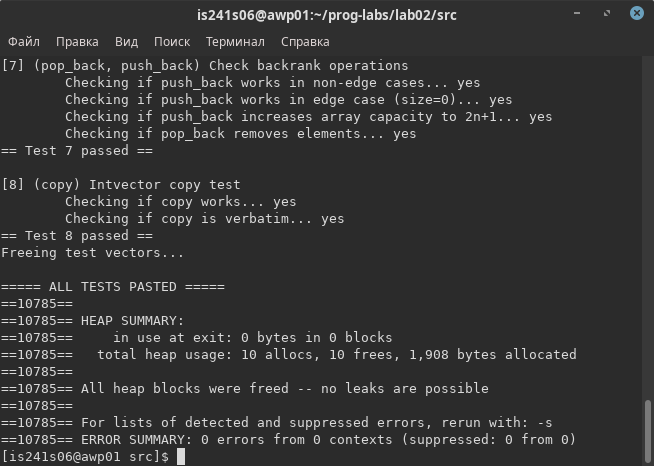 is241s06@awp01:~/prog-labs/lab02/src
Файл Правка Вид Поиск Терминал Справка
[7] (pop_back, push_back) Check backrank operations
Checking if push_back works in non-edge cases... yes
Checking if push_back works in edge case (size=0)... yes
Checking if push_back increases array capacity to 2n+1... yes
Checking if pop_back removes elements... yes
== Test 7 passed ==
[8] (copy) Intvector copy test
Checking if copy works... yes
Checking if copy is verbatim... yes
== Test 8 passed ==
Freeing test vectors...
===== ALL TESTS PASTED =====
==10785==
==10785== HEAP SUMMARY:
==10785==     in use at exit: 0 bytes in 0 blocks
==10785==   total heap usage: 10 allocs, 10 frees, 1,908 bytes allocated
==10785==
==10785== All heap blocks were freed -- no leaks are possible
==10785==
==10785== For lists of detected and suppressed errors, rerun with: -s
==10785== ERROR SUMMARY: 0 errors from 0 contexts (suppressed: 0 from 0)
[is241s06@awp01 src]$